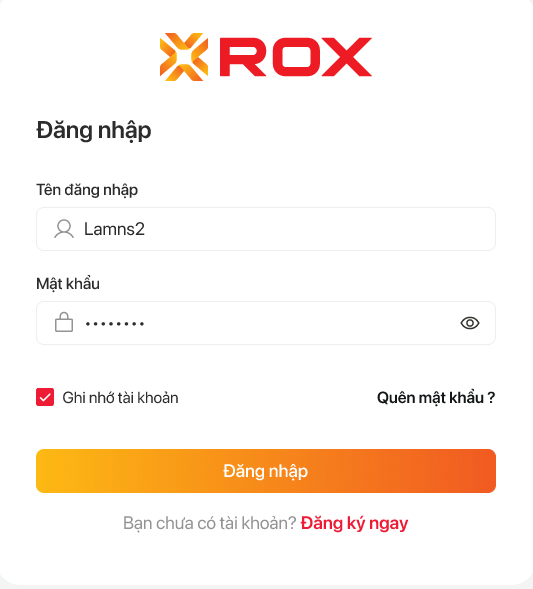 ROX
Đăng nhập
Tên đăng nhập
Lamns2
Mật khẩu
••••••••
Ghi nhớ tài khoản Quên mật khẩu ?
Đăng nhập
Bạn chưa có tài khoản? Đăng ký ngay